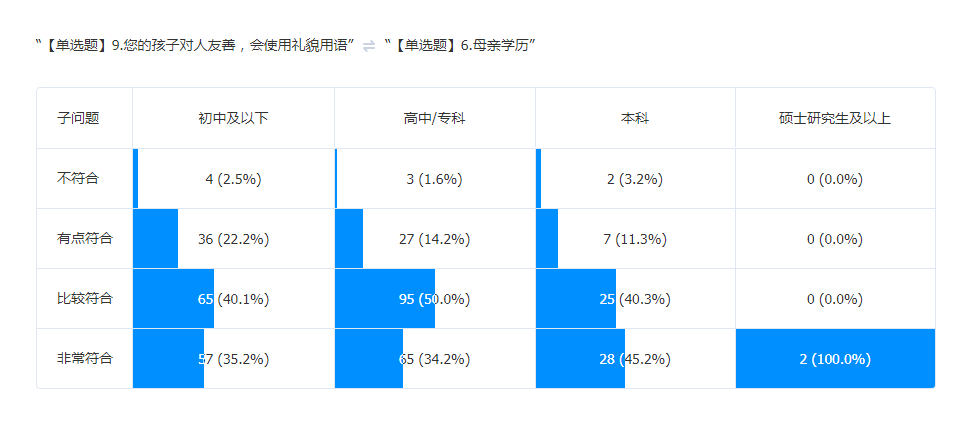 “【单选题】9.您的孩子对人友善，会使用礼貌用语” ⇌ “【单选题】6.母亲学历”
子问题 初中及以下 高中/专科 本科 硕士研究生及以上
不符合 4 (2.5%) 3 (1.6%) 2 (3.2%) 0 (0.0%)
有点符合 36 (22.2%) 27 (14.2%) 7 (11.3%) 0 (0.0%)
比较符合 65 (40.1%) 95 (50.0%) 25 (40.3%) 0 (0.0%)
非常符合 57 (35.2%) 65 (34.2%) 28 (45.2%) 2 (100.0%)